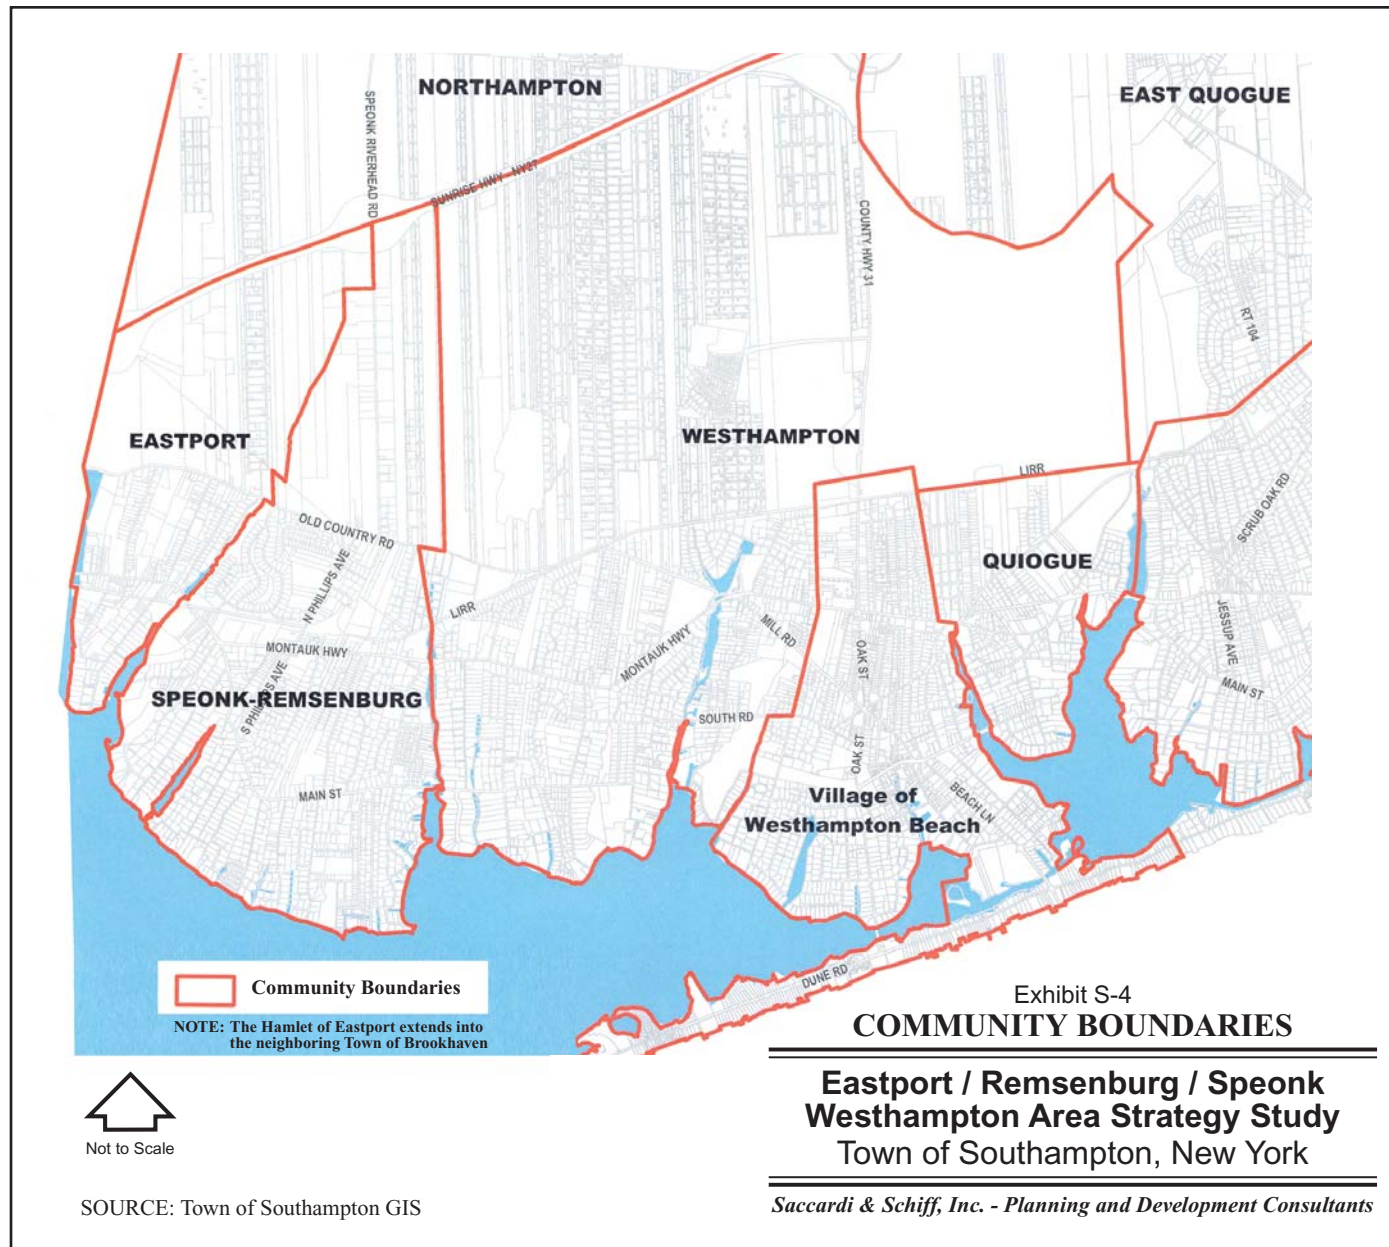 NORTHAMPTON
EAST QUOGUE
SPEONK RIVERHEAD RD
SUNRISE HWY - NY27
COUNTY HWY 31
RT 104
EASTPORT
WESTHAMPTON
LIRR
SCRUB OAK RD
OLD COUNTRY RD
N PHILLIPS AVE
QUIOGUE
LIRR
MILL RD
MONTAUK HWY
MONTAUK HWY
OAK ST
JESSUP AVE
MAIN ST
SPEONK-REMSENBURG
S PHILLIPS AVE
SOUTH RD
OAK ST
MAIN ST
BEACH LN
Village of
Westhampton Beach
DUNE RD
Community Boundaries
NOTE: The Hamlet of Eastport extends into
the neighboring Town of Brookhaven
Exhibit S-4
COMMUNITY BOUNDARIES
Eastport / Remsenburg / Speonk
Westhampton Area Strategy Study
Town of Southampton, New York
Not to Scale
SOURCE: Town of Southampton GIS
Saccardi & Schiff, Inc. - Planning and Development Consultants